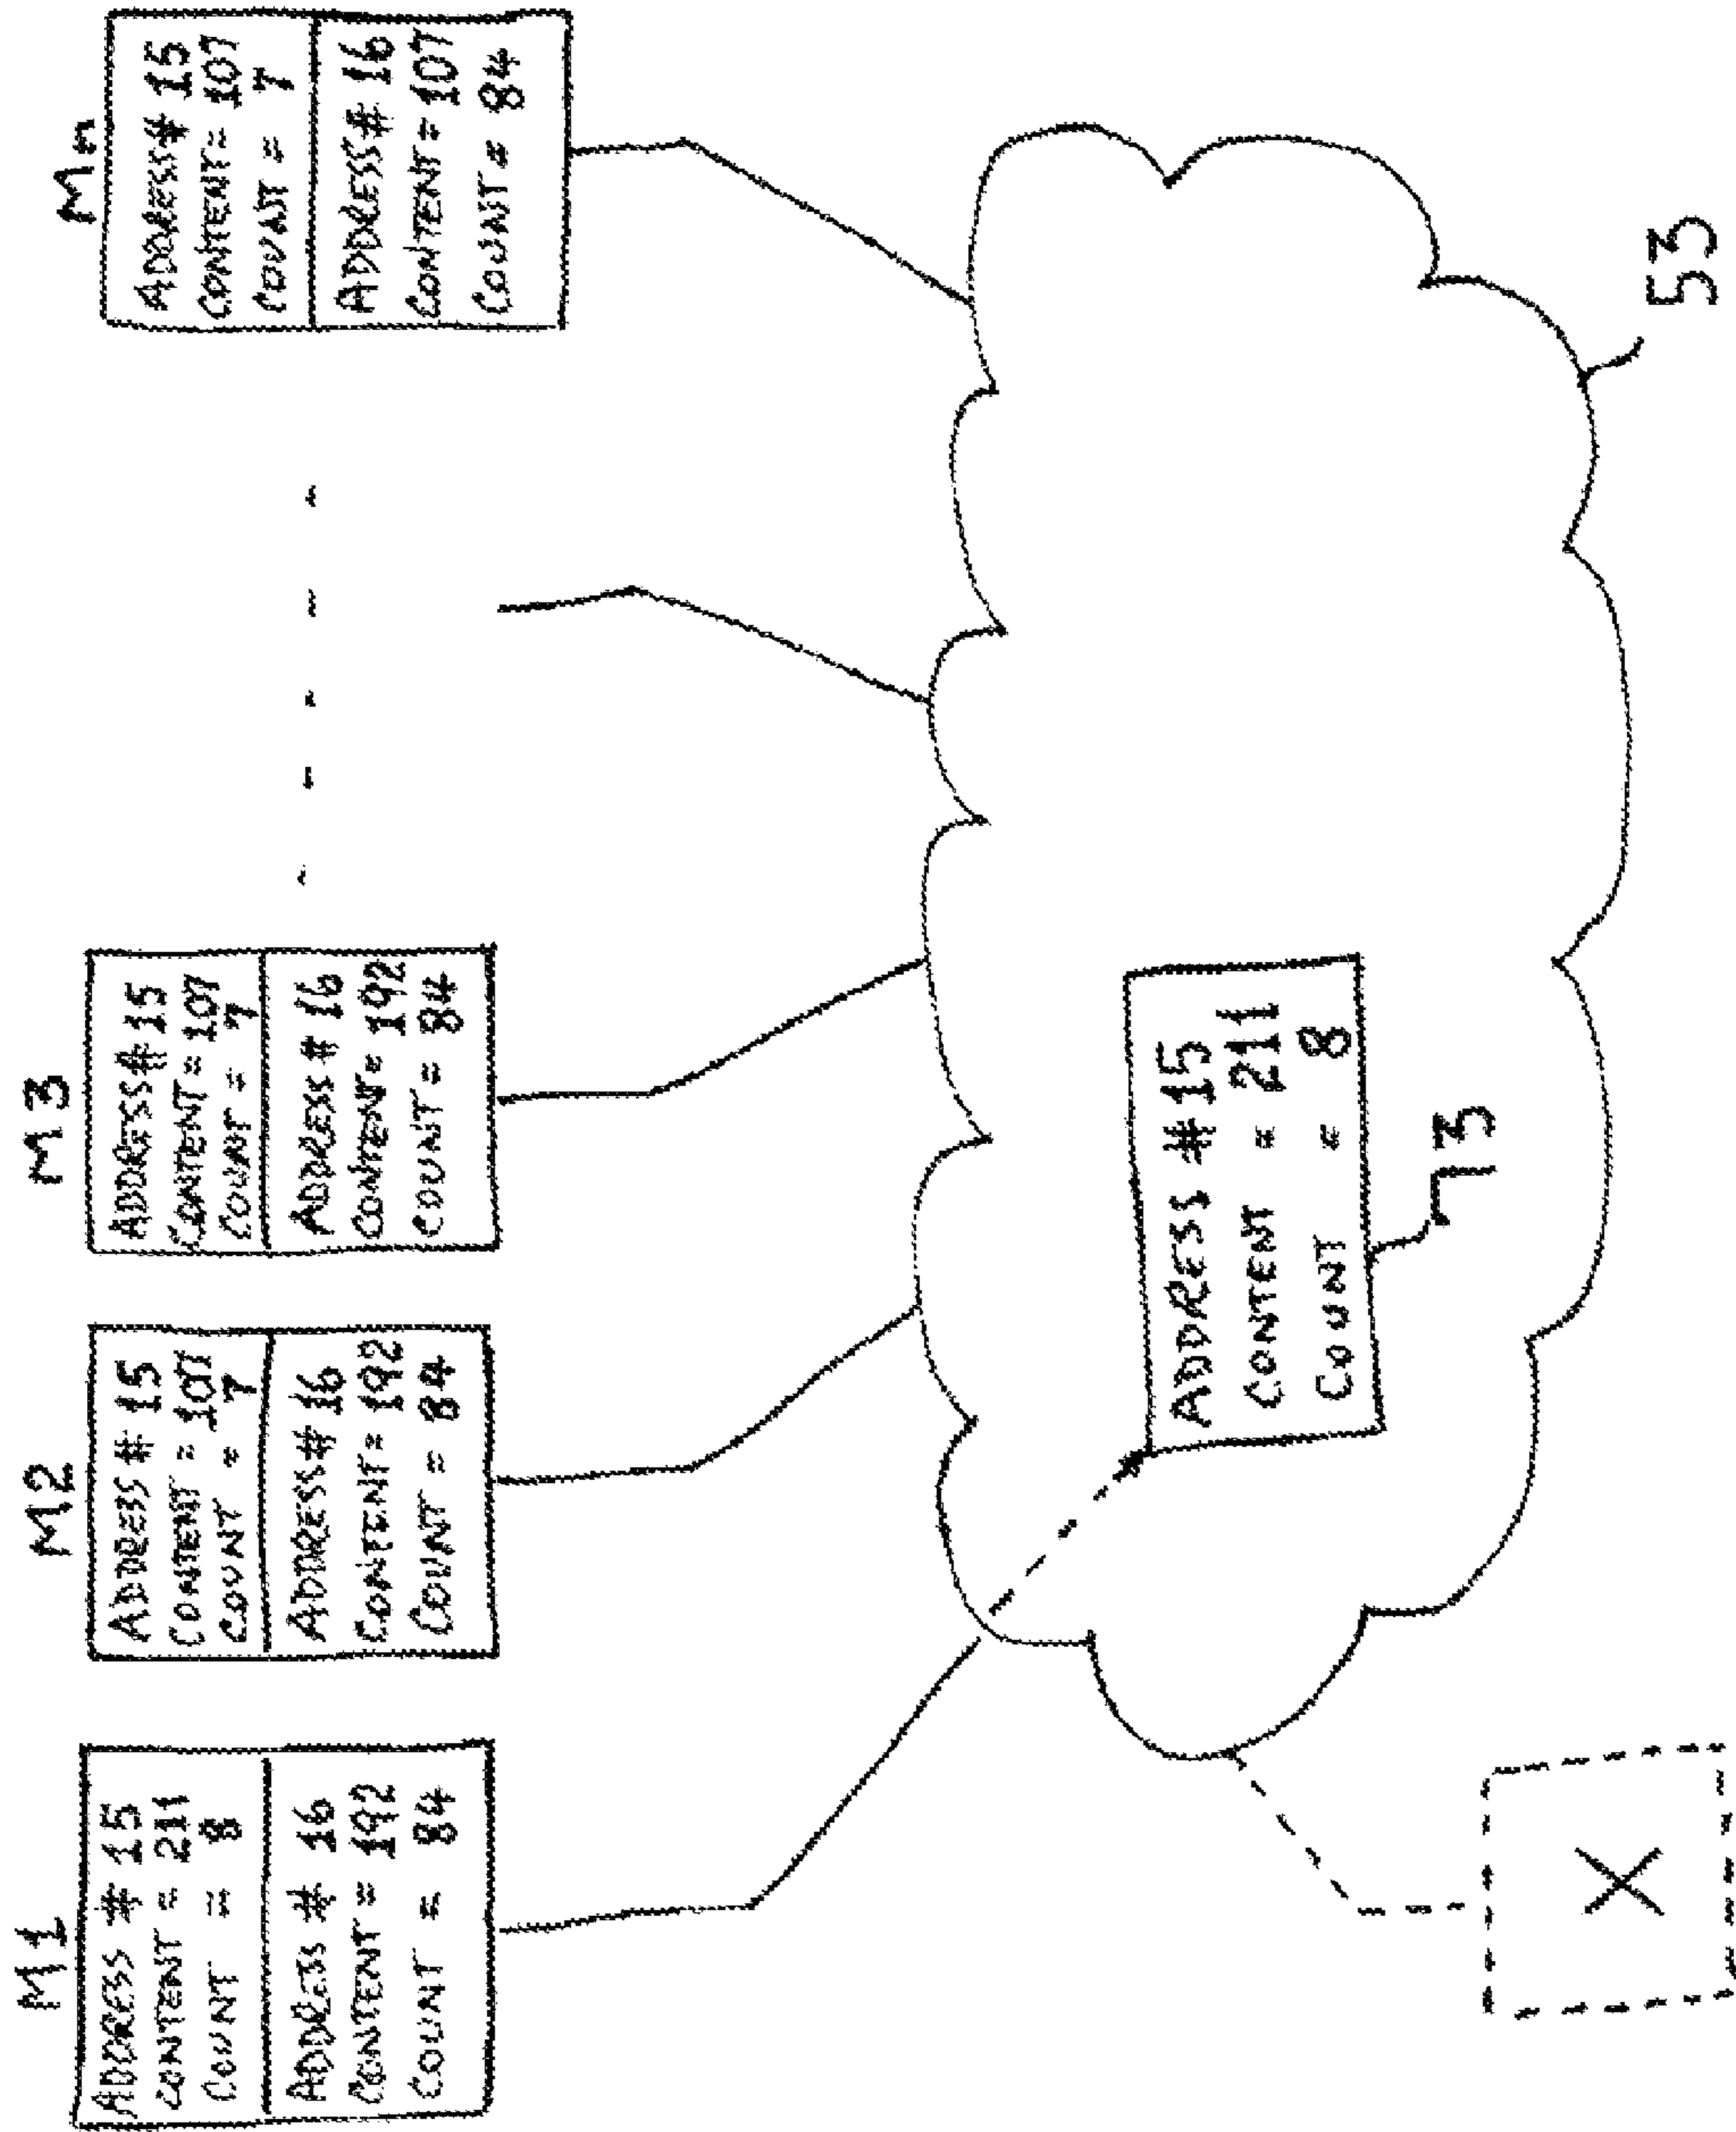 M1
ADDRESS # 15
CONTENT = 211
COUNT = 8
ADDRESS # 16
CONTENT = 192
COUNT = 84
M2
ADDRESS # 15
CONTENT = 107
COUNT = 7
ADDRESS # 16
CONTENT = 192
COUNT = 84
M3
ADDRESS # 15
CONTENT = 107
COUNT = 7
ADDRESS # 16
CONTENT = 192
COUNT = 84
Mn
ADDRESS # 15
CONTENT = 107
COUNT = 7
ADDRESS # 16
CONTENT = 107
COUNT = 84
ADDRESS #15
CONTENT = 211
COUNT = 8
73
53
X